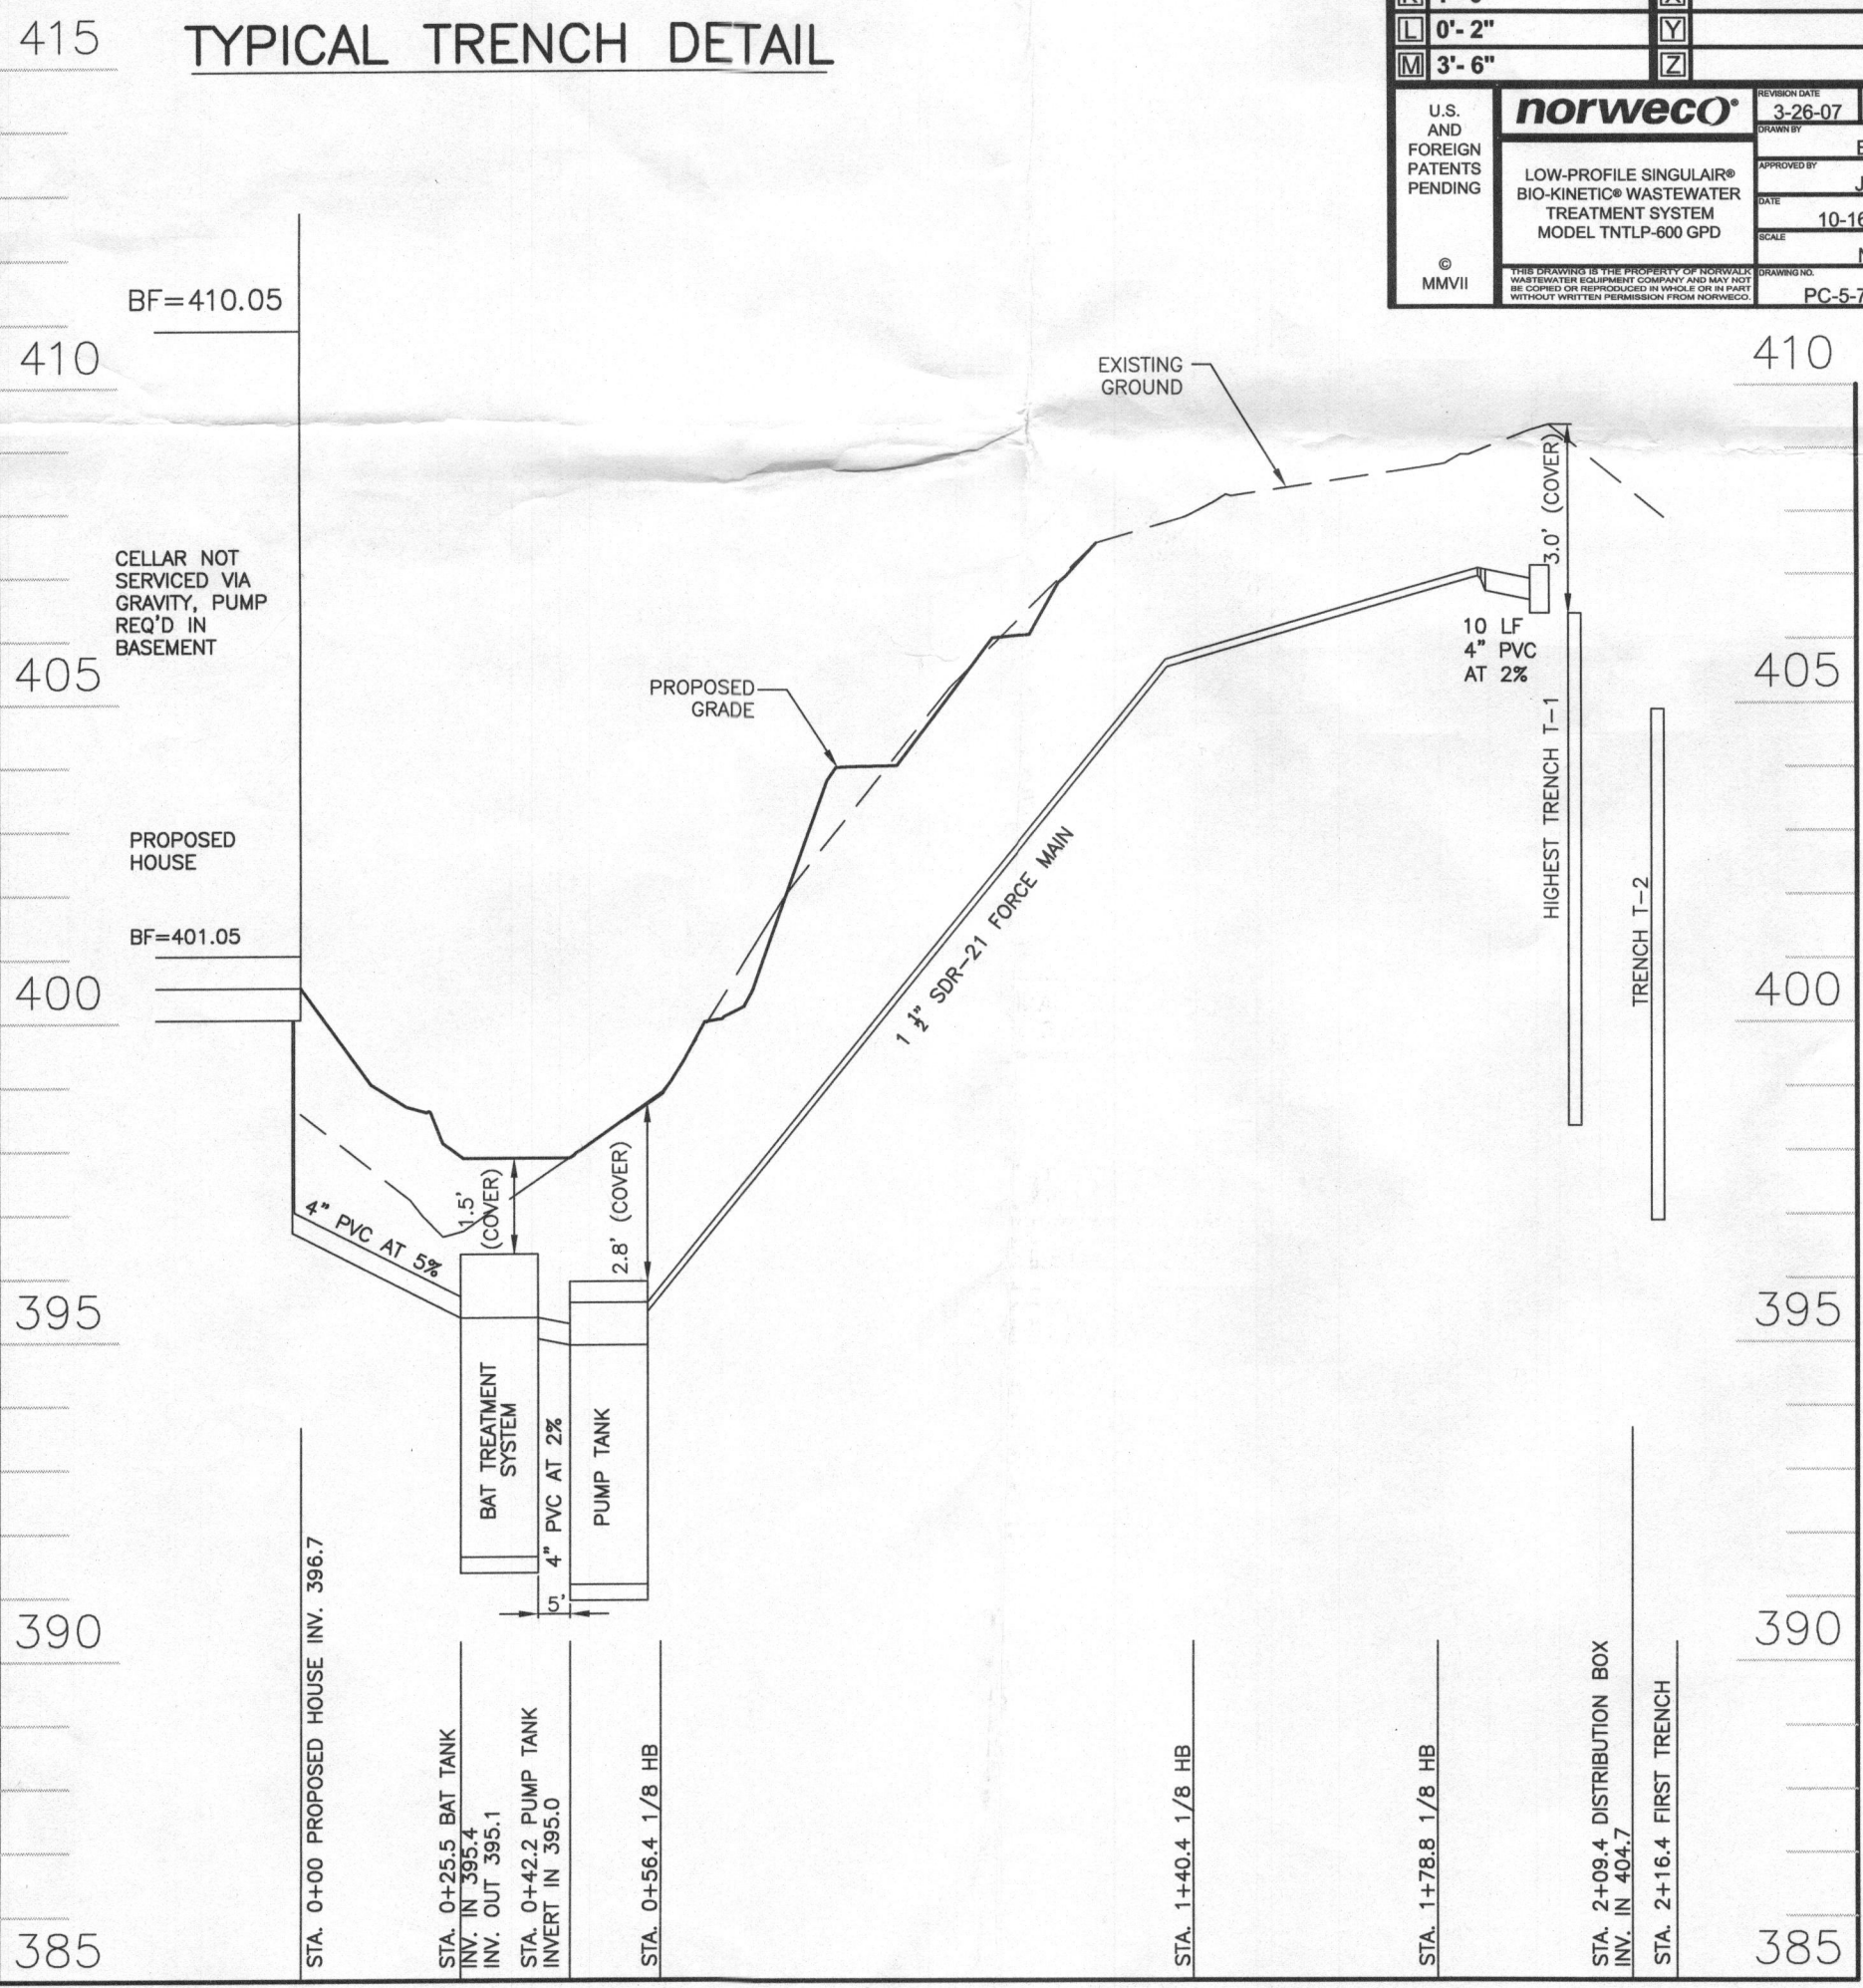 TYPICAL TRENCH DETAIL
L 0'- 2" Y
M 3'- 6" Z
U.S.
AND
FOREIGN
PATENTS
PENDING
©
MMVII
norweco®
LOW-PROFILE SINGULAIR®
BIO-KINETIC® WASTEWATER
TREATMENT SYSTEM
MODEL TNTLP-600 GPD
THIS DRAWING IS THE PROPERTY OF NORWALK
WASTEWATER EQUIPMENT COMPANY AND MAY NOT
BE COPIED OR REPRODUCED IN WHOLE OR IN PART
WITHOUT WRITTEN PERMISSION FROM NORWECO.
REVISION DATE
3-26-07
DRAWN BY
APPROVED BY
DATE
10-16
SCALE
DRAWING NO.
PC-5-7
415
410
405
400
395
390
385
BF=410.05
CELLAR NOT
SERVICED VIA
GRAVITY, PUMP
REQ'D IN
BASEMENT
PROPOSED
HOUSE
BF=401.05
EXISTING
GROUND
PROPOSED
GRADE
4" PVC AT 5%
1.5'
(COVER)
2.8' (COVER)
BAT TREATMENT
SYSTEM
4" PVC AT 2%
PUMP TANK
5'
1 1/2" SDR-21 FORCE MAIN
3.0' (COVER)
10 LF
4" PVC
AT 2%
HIGHEST TRENCH T-1
TRENCH T-2
STA. 0+00 PROPOSED HOUSE INV. 396.7
STA. 0+25.5 BAT TANK
INV. IN 395.4
INV. OUT 395.1
STA. 0+42.2 PUMP TANK
INVERT IN 395.0
STA. 0+56.4 1/8 HB
STA. 1+40.4 1/8 HB
STA. 1+78.8 1/8 HB
STA. 2+09.4 DISTRIBUTION BOX
INV. IN 404.7
STA. 2+16.4 FIRST TRENCH
410
405
400
395
390
385